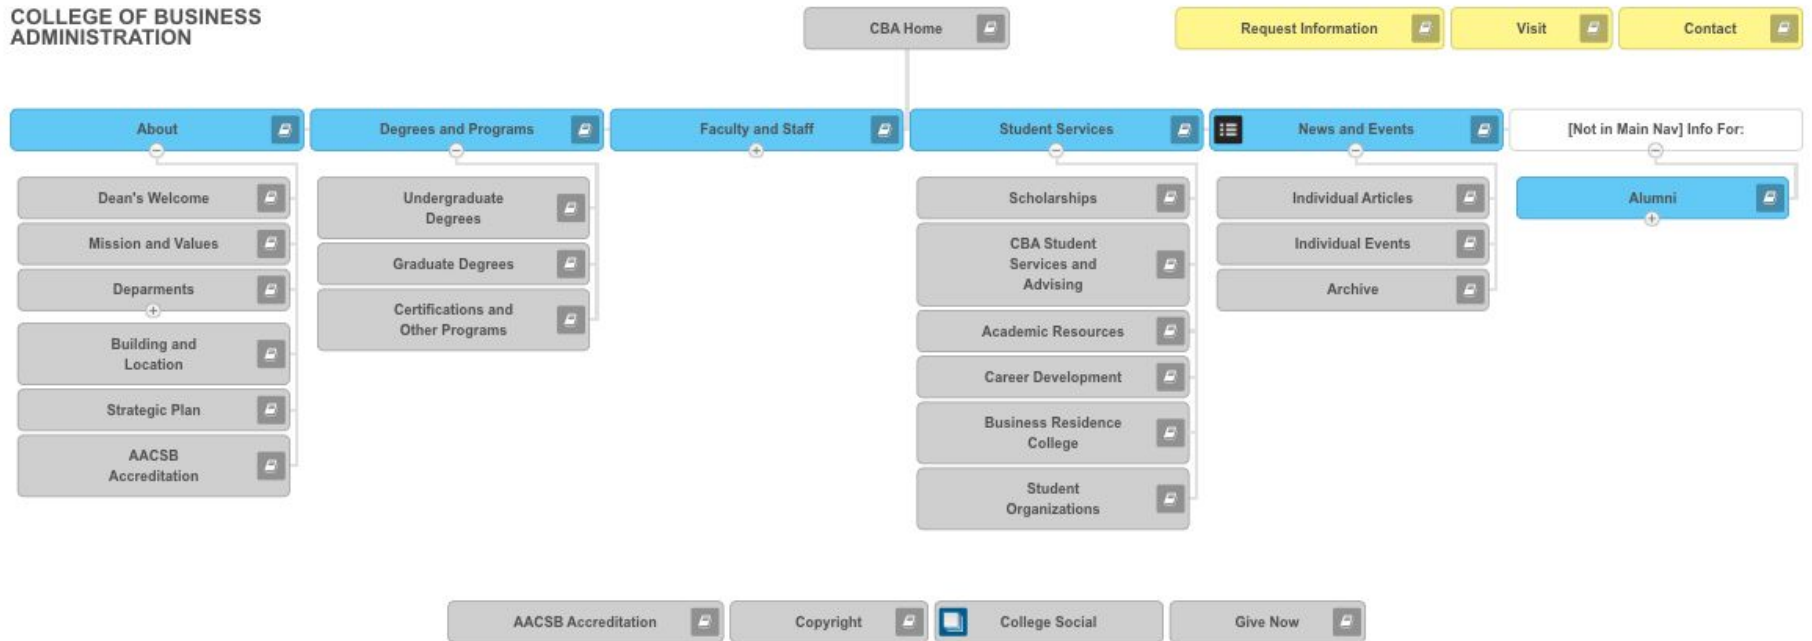 COLLEGE OF BUSINESS
ADMINISTRATION
CBA Home
Request Information
Visit
Contact
About
Degrees and Programs
Faculty and Staff
Student Services
News and Events
[Not in Main Nav] Info For:
Dean's Welcome
Mission and Values
Deparments
Building and
Location
Strategic Plan
AACSB
Accreditation
Undergraduate
Degrees
Graduate Degrees
Certifications and
Other Programs
Scholarships
CBA Student
Services and
Advising
Academic Resources
Career Development
Business Residence
College
Student
Organizations
Individual Articles
Individual Events
Archive
Alumni
AACSB Accreditation
Copyright
College Social
Give Now